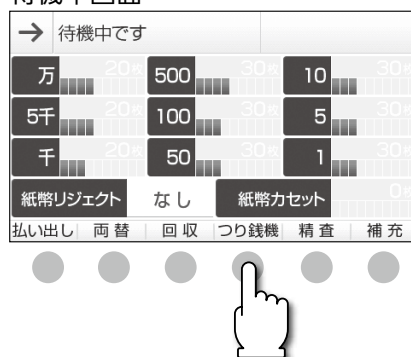 待機中画面
→ 待機中です
万 20枚 500 30枚 10 30枚
5千 20枚 100 30枚 5 30枚
千 20枚 50 30枚 1 30枚
紙幣リジェクト なし 紙幣カセット 0枚
払い出し 両替 回収 つり銭機 精査 補充